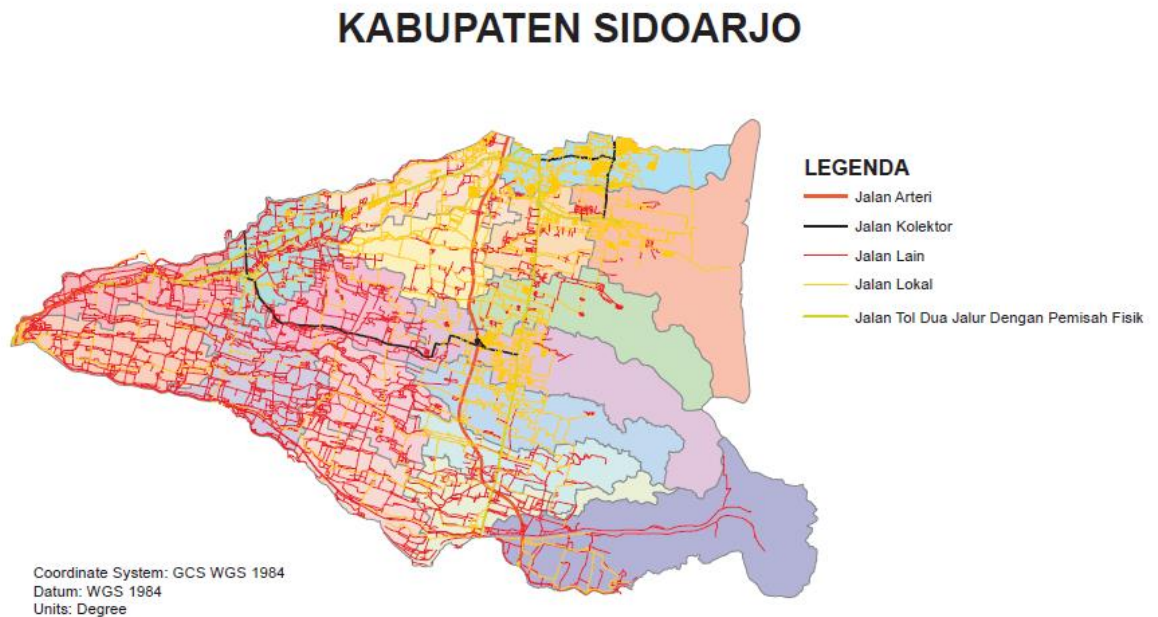 KABUPATEN SIDOARJO
LEGENDA
Jalan Arteri
Jalan Kolektor
Jalan Lain
Jalan Lokal
Jalan Tol Dua Jalur Dengan Pemisah Fisik
Coordinate System: GCS WGS 1984
Datum: WGS 1984
Units: Degree